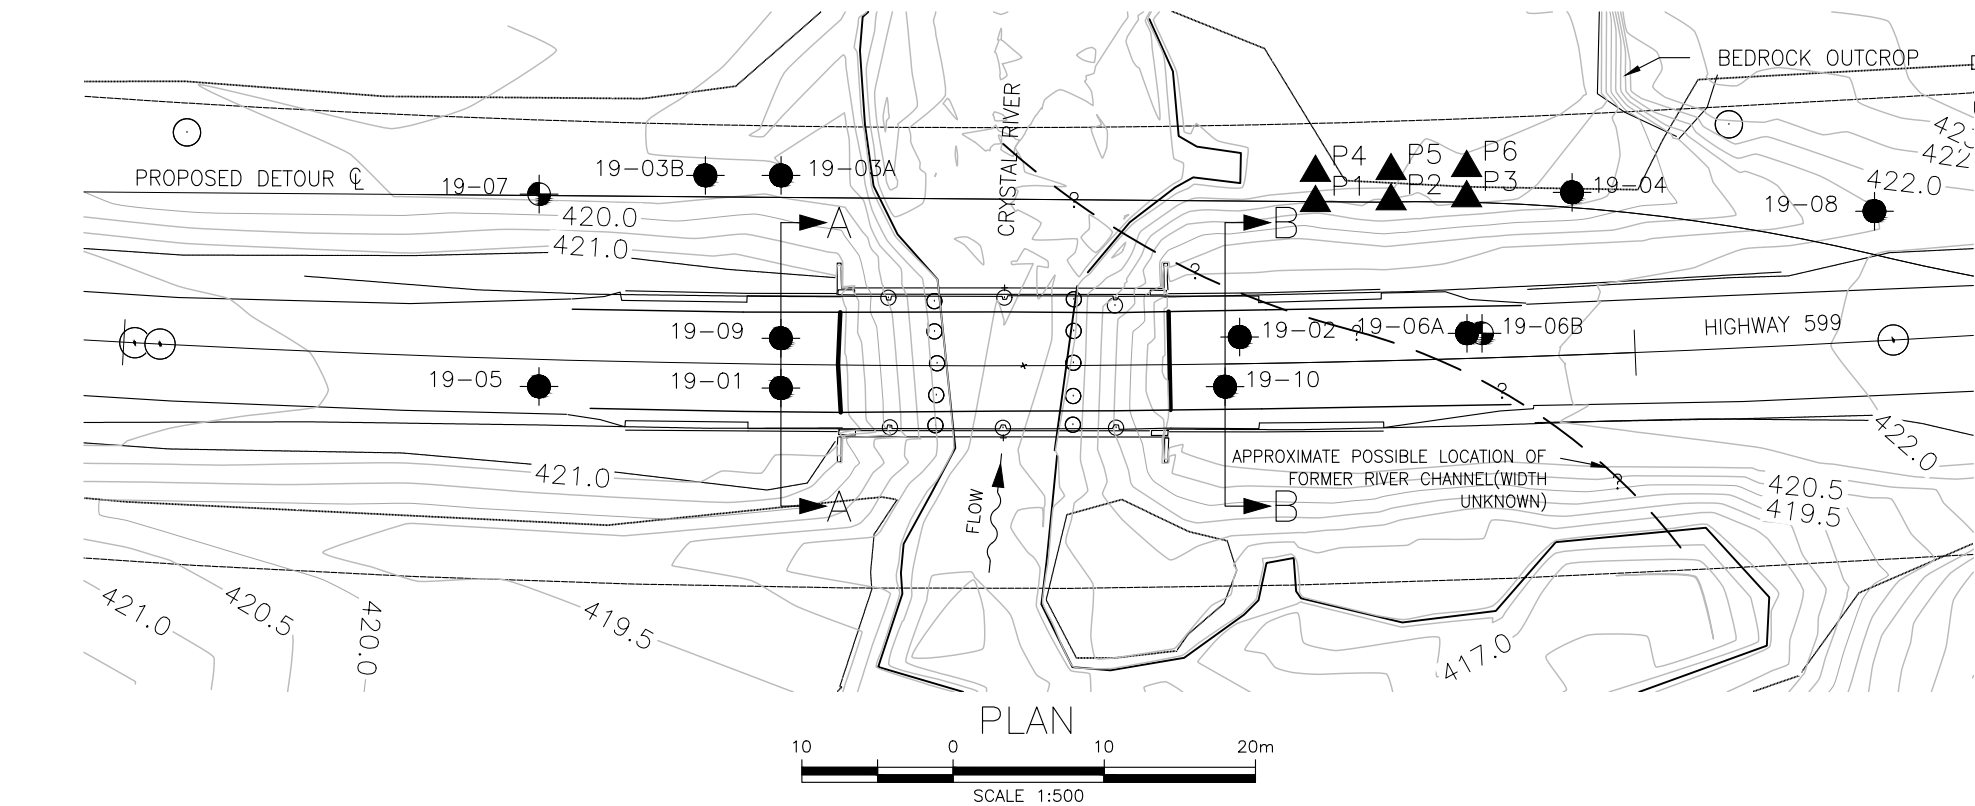 BEDROCK OUTCROP
CRYSTAL RIVER
422.0
422.0
PROPOSED DETOUR ℄
19-07
19-03B
19-03A
P4
P5
P6
P1
P2
P3
19-04
19-08
420.0
421.0
A
B
?
?
19-09
19-02
?
19-06A
19-06B
HIGHWAY 599
19-05
19-01
19-10
?
422.0
421.0
APPROXIMATE POSSIBLE LOCATION OF
FORMER RIVER CHANNEL(WIDTH
UNKNOWN)
?
420.5
419.5
A
B
FLOW
421.0
420.5
420.0
419.5
417.0
PLAN
10 0 10 20m
SCALE 1:500